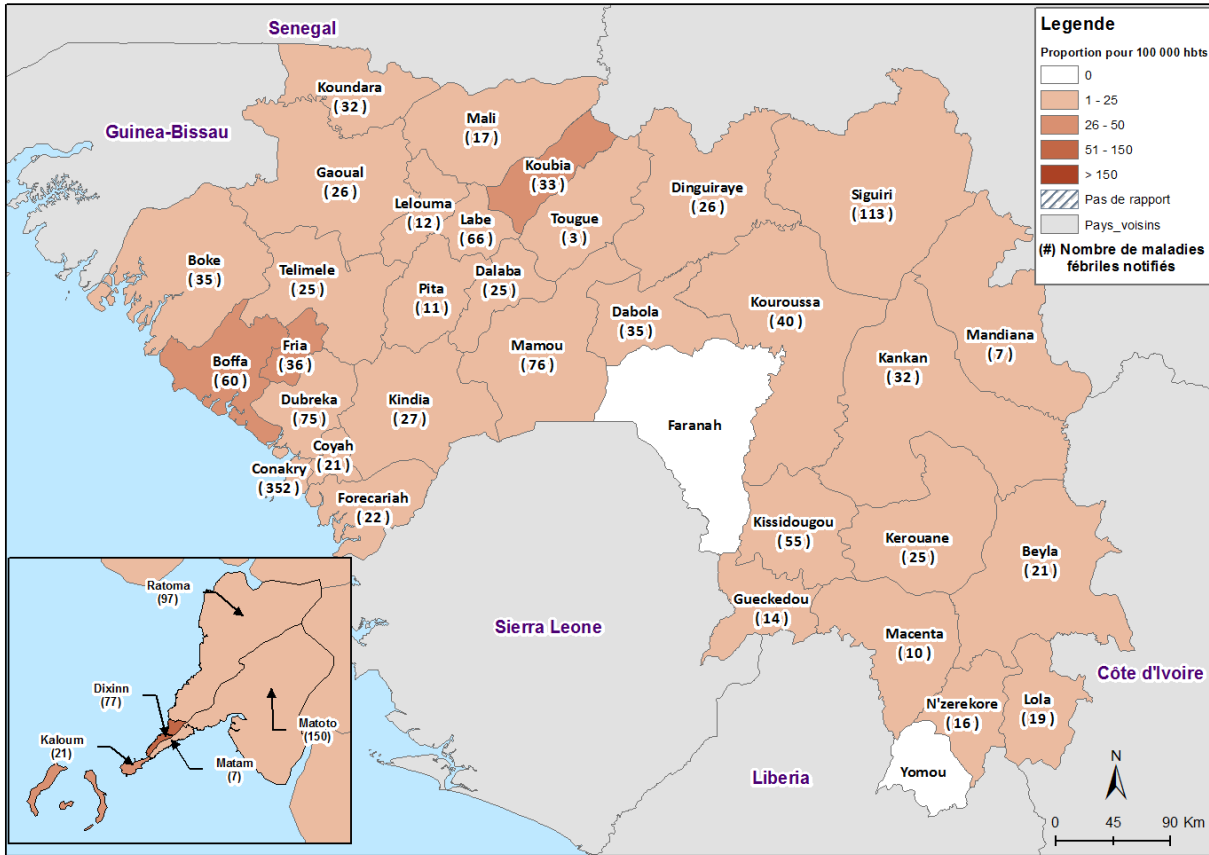 Senegal
Guinea-Bissau
Koundara
( 32 )
Mali
( 17 )
Gaoual
( 26 )
Koubia
( 33 )
Lelouma
( 12 )
Labe
( 66 )
Tougue
( 3 )
Dinguiraye
( 26 )
Siguiri
( 113 )
Boke
( 35 )
Telimele
( 25 )
Pita
( 11 )
Dalaba
( 25 )
Dabola
( 35 )
Kouroussa
( 40 )
Mandiana
( 7 )
Boffa
( 60 )
Fria
( 36 )
Mamou
( 76 )
Kankan
( 32 )
Dubreka
( 75 )
Kindia
( 27 )
Faranah
Coyah
( 21 )
Conakry
( 352 )
Forecariah
( 22 )
Kissidougou
( 55 )
Kerouane
( 25 )
Beyla
( 21 )
Gueckedou
( 14 )
Macenta
( 10 )
N'zerekore
( 16 )
Lola
( 19 )
Yomou
Sierra Leone
Liberia
Côte d'Ivoire
Legende
Proportion pour 100 000 hbts
0
1 - 25
26 - 50
51 - 150
> 150
Pas de rapport
Pays_voisins
(#) Nombre de maladies
fébriles notifiés
Ratoma
(97)
Dixinn
(77)
Kaloum
(21)
Matam
(7)
Matoto
(150)
N
0 45 90 Km